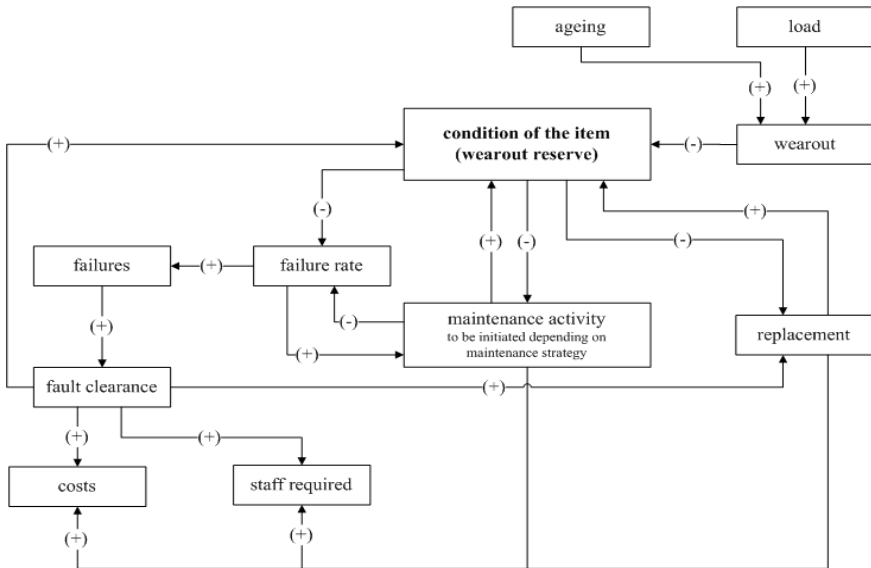 ageing
load
(+)
(+)
(+)
condition of the item
(wearout reserve)
(-)
wearout
(-)
(+)
(-)
(+)
(-)
failures
(+)
failure rate
(-)
maintenance activity
to be initiated depending on
maintenance strategy
replacement
(+)
(+)
fault clearance
(+)
(+)
(+)
costs
staff required
(+)
(+)